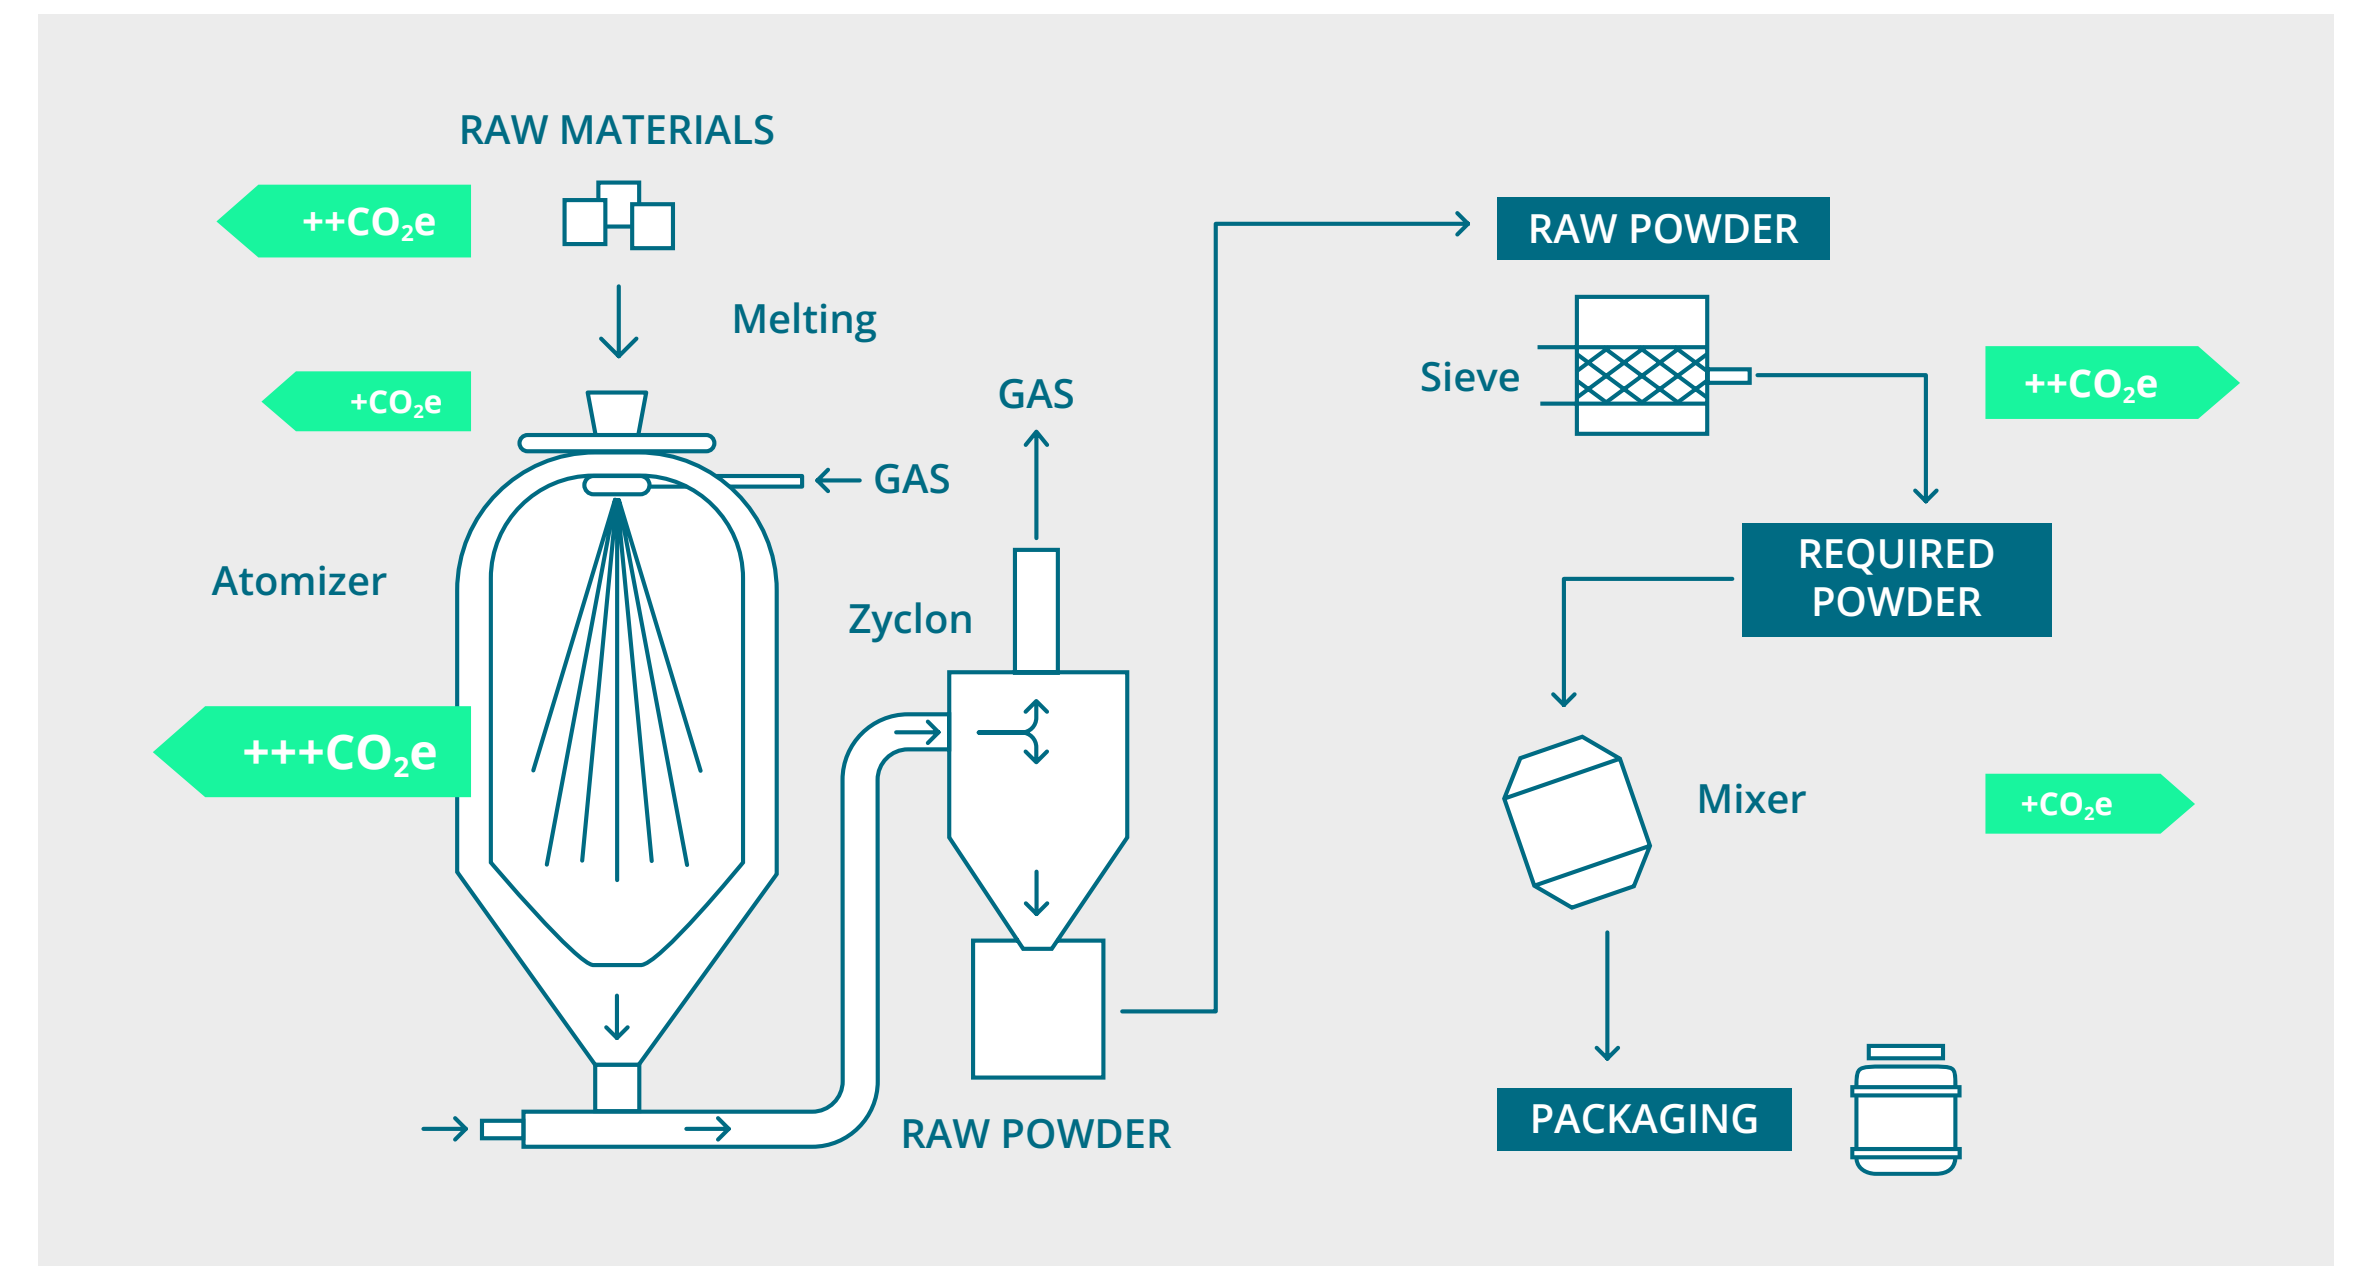 RAW MATERIALS
++CO₂e
Melting
+CO₂e
GAS
GAS
Atomizer
Zyclon
+++CO₂e
RAW POWDER
RAW POWDER
Sieve
++CO₂e
REQUIRED
POWDER
Mixer
+CO₂e
PACKAGING